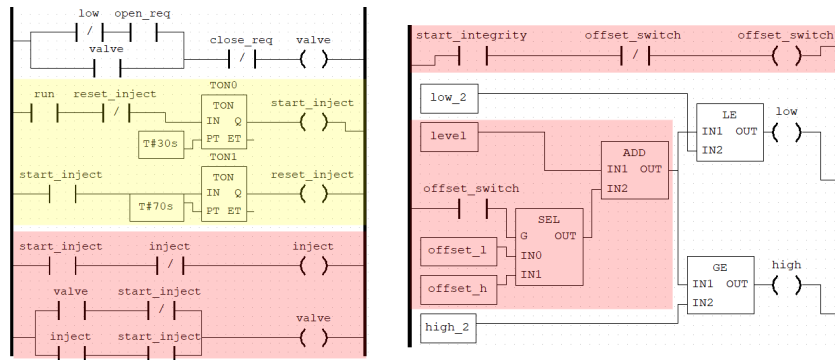 low open_req
/
valve
close_req valve
/
run reset_inject TON0 start_inject
/
TON
IN Q
PT ET
T#30s
start_inject TON1 reset_inject
TON
IN Q
PT ET
T#70s
start_inject inject inject
/
valve start_inject
/
valve
inject start_inject
start_integrity offset_switch offset_switch
/
low_2
LE low
IN1 OUT
IN2
level
ADD
IN1 OUT
IN2
offset_switch
SEL
G OUT
IN0
IN1
offset_l
offset_h
GE high
IN1 OUT
IN2
high_2